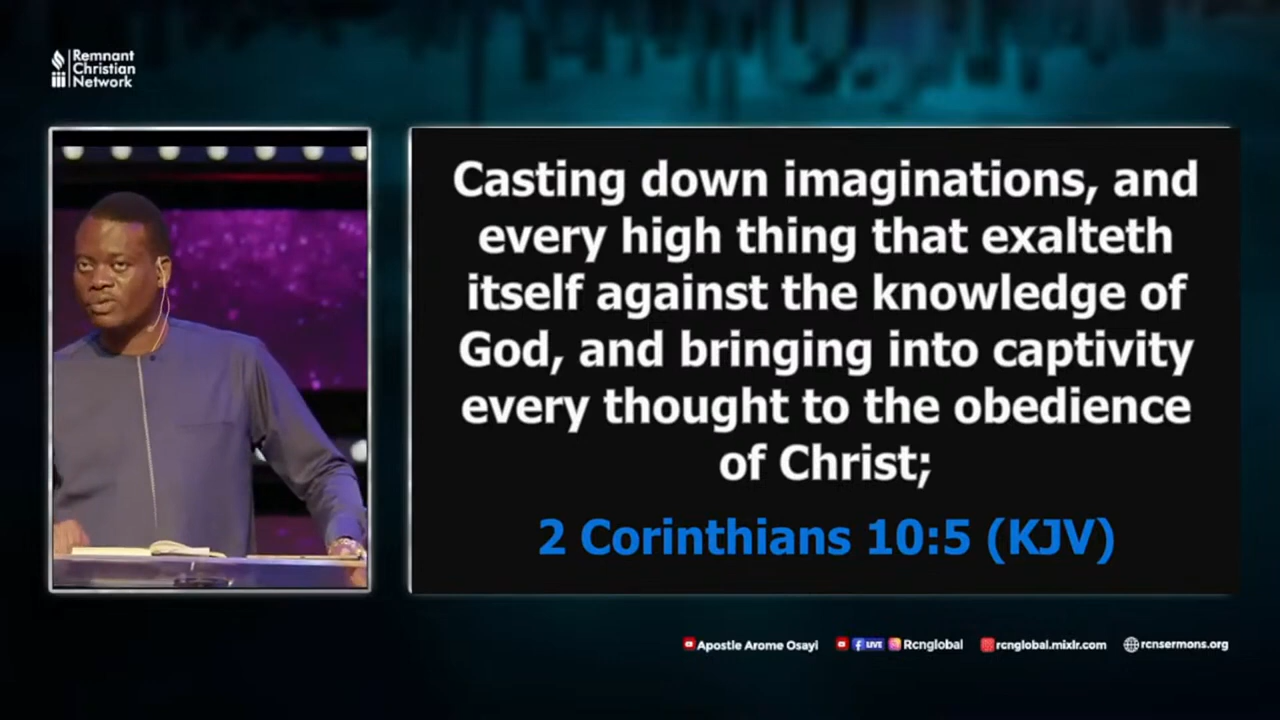 Remnant
Christian
Network
Casting down imaginations, and
every high thing that exalteth
itself against the knowledge of
God, and bringing into captivity
every thought to the obedience
of Christ;
2 Corinthians 10:5 (KJV)
Apostle Arome Osayi
LIVE
Rcnglobal
rcnglobal.mixlr.com
rcnsermons.org